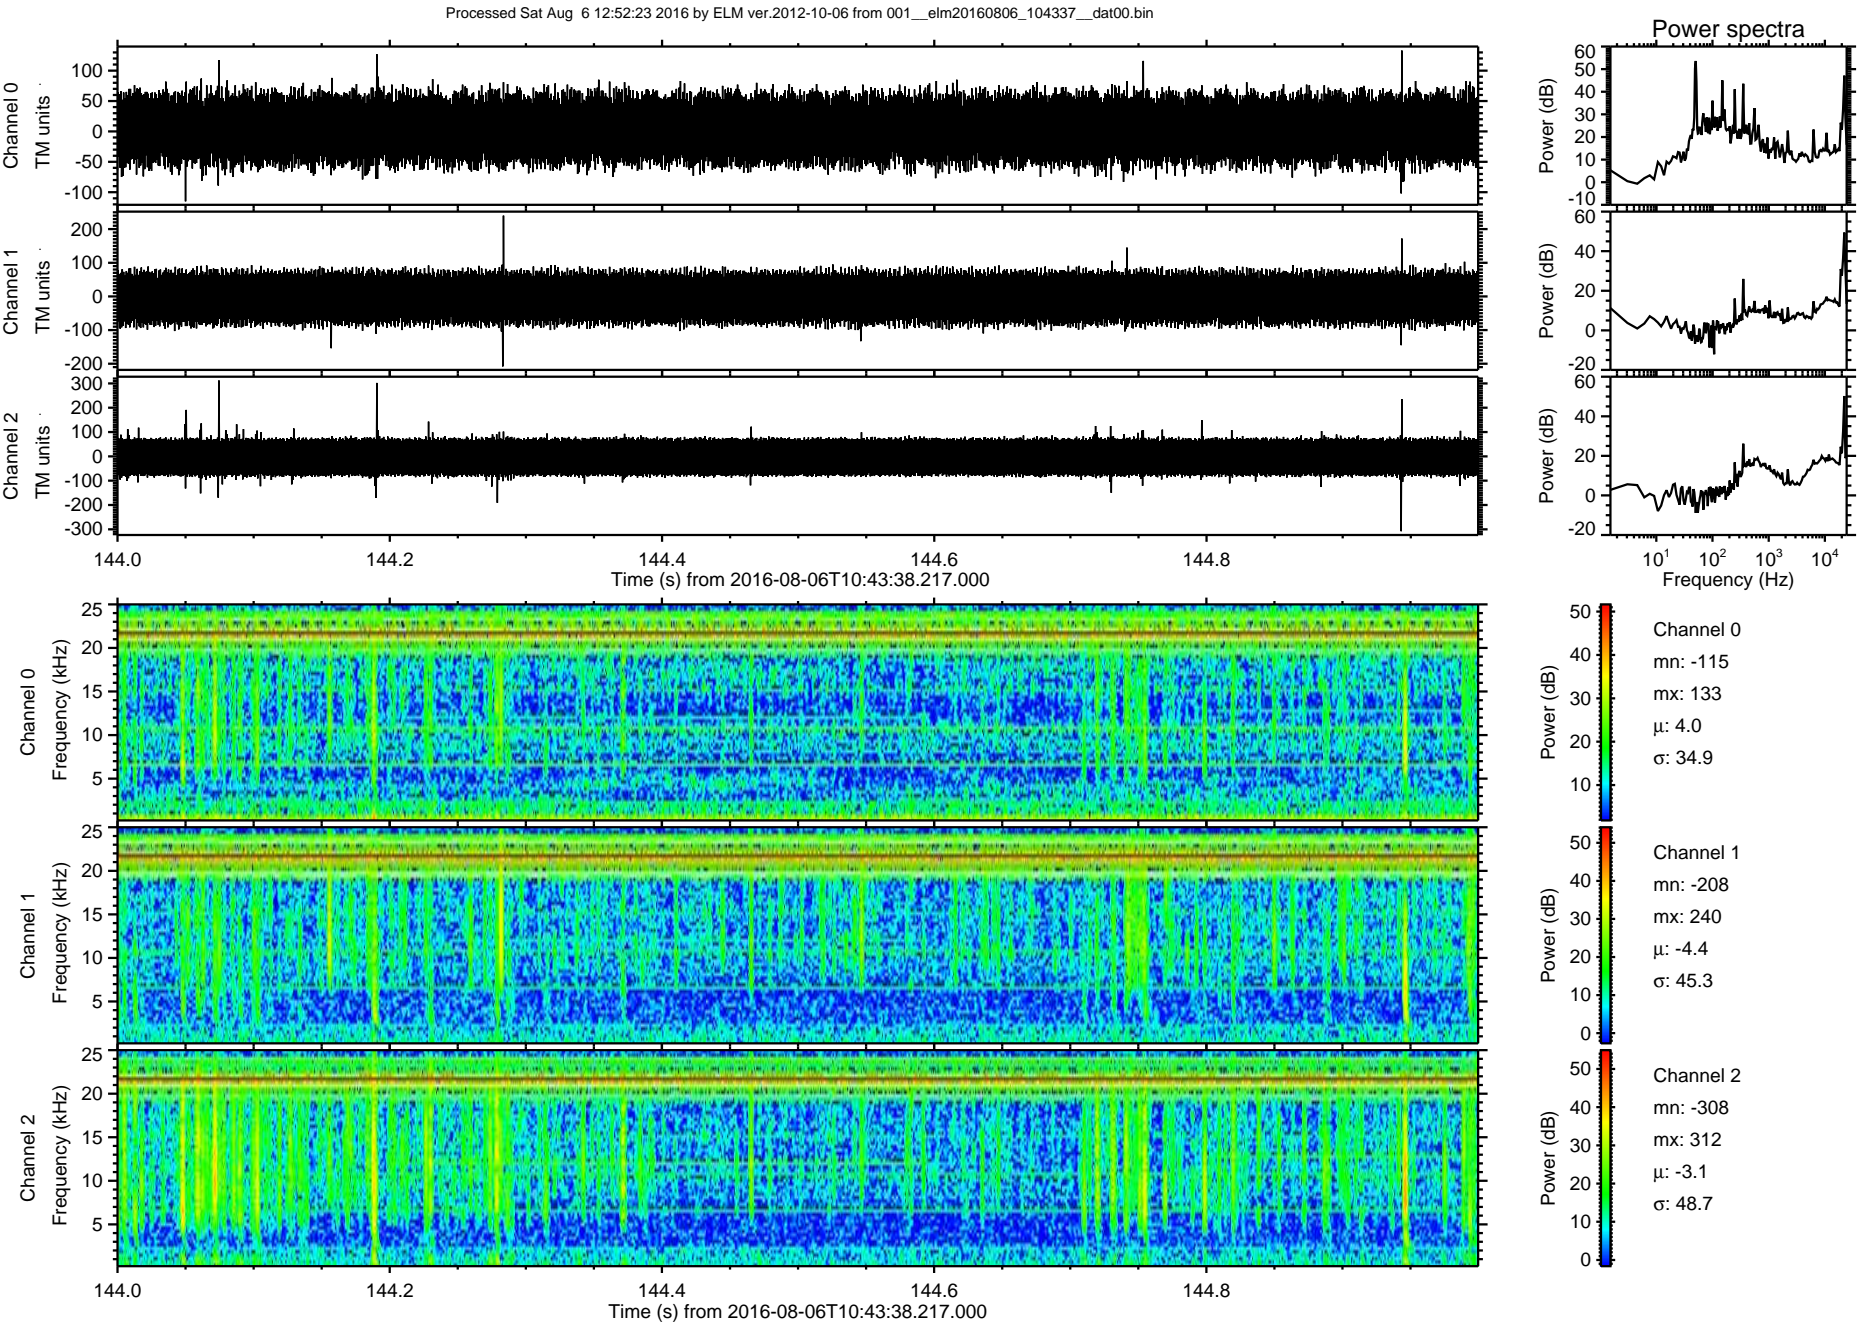 Processed Sat Aug 6 12:52:23 2016 by ELM ver.2012-10-06 from 001__elm20160806_104337__dat00.bin
Power spectra
Channel 0
TM units
100
50
0
-50
-100
Power (dB)
60
50
40
30
20
10
0
-10
Channel 1
TM units
200
100
0
-100
-200
Power (dB)
60
40
20
0
-20
Channel 2
TM units
300
200
100
0
-100
-200
-300
Power (dB)
60
40
20
0
-20
144.0 144.2 144.4 144.6 144.8
Time (s) from 2016-08-06T10:43:38.217.000
10^1 10^2 10^3 10^4
Frequency (Hz)
Channel 0
Frequency (kHz)
25
20
15
10
5
Power (dB)
50
40
30
20
10
Channel 0
mn: -115
mx: 133
μ: 4.0
σ: 34.9
Channel 1
Frequency (kHz)
25
20
15
10
5
Power (dB)
50
40
30
20
10
0
Channel 1
mn: -208
mx: 240
μ: -4.4
σ: 45.3
Channel 2
Frequency (kHz)
25
20
15
10
5
Power (dB)
50
40
30
20
10
0
Channel 2
mn: -308
mx: 312
μ: -3.1
σ: 48.7
144.0 144.2 144.4 144.6 144.8
Time (s) from 2016-08-06T10:43:38.217.000